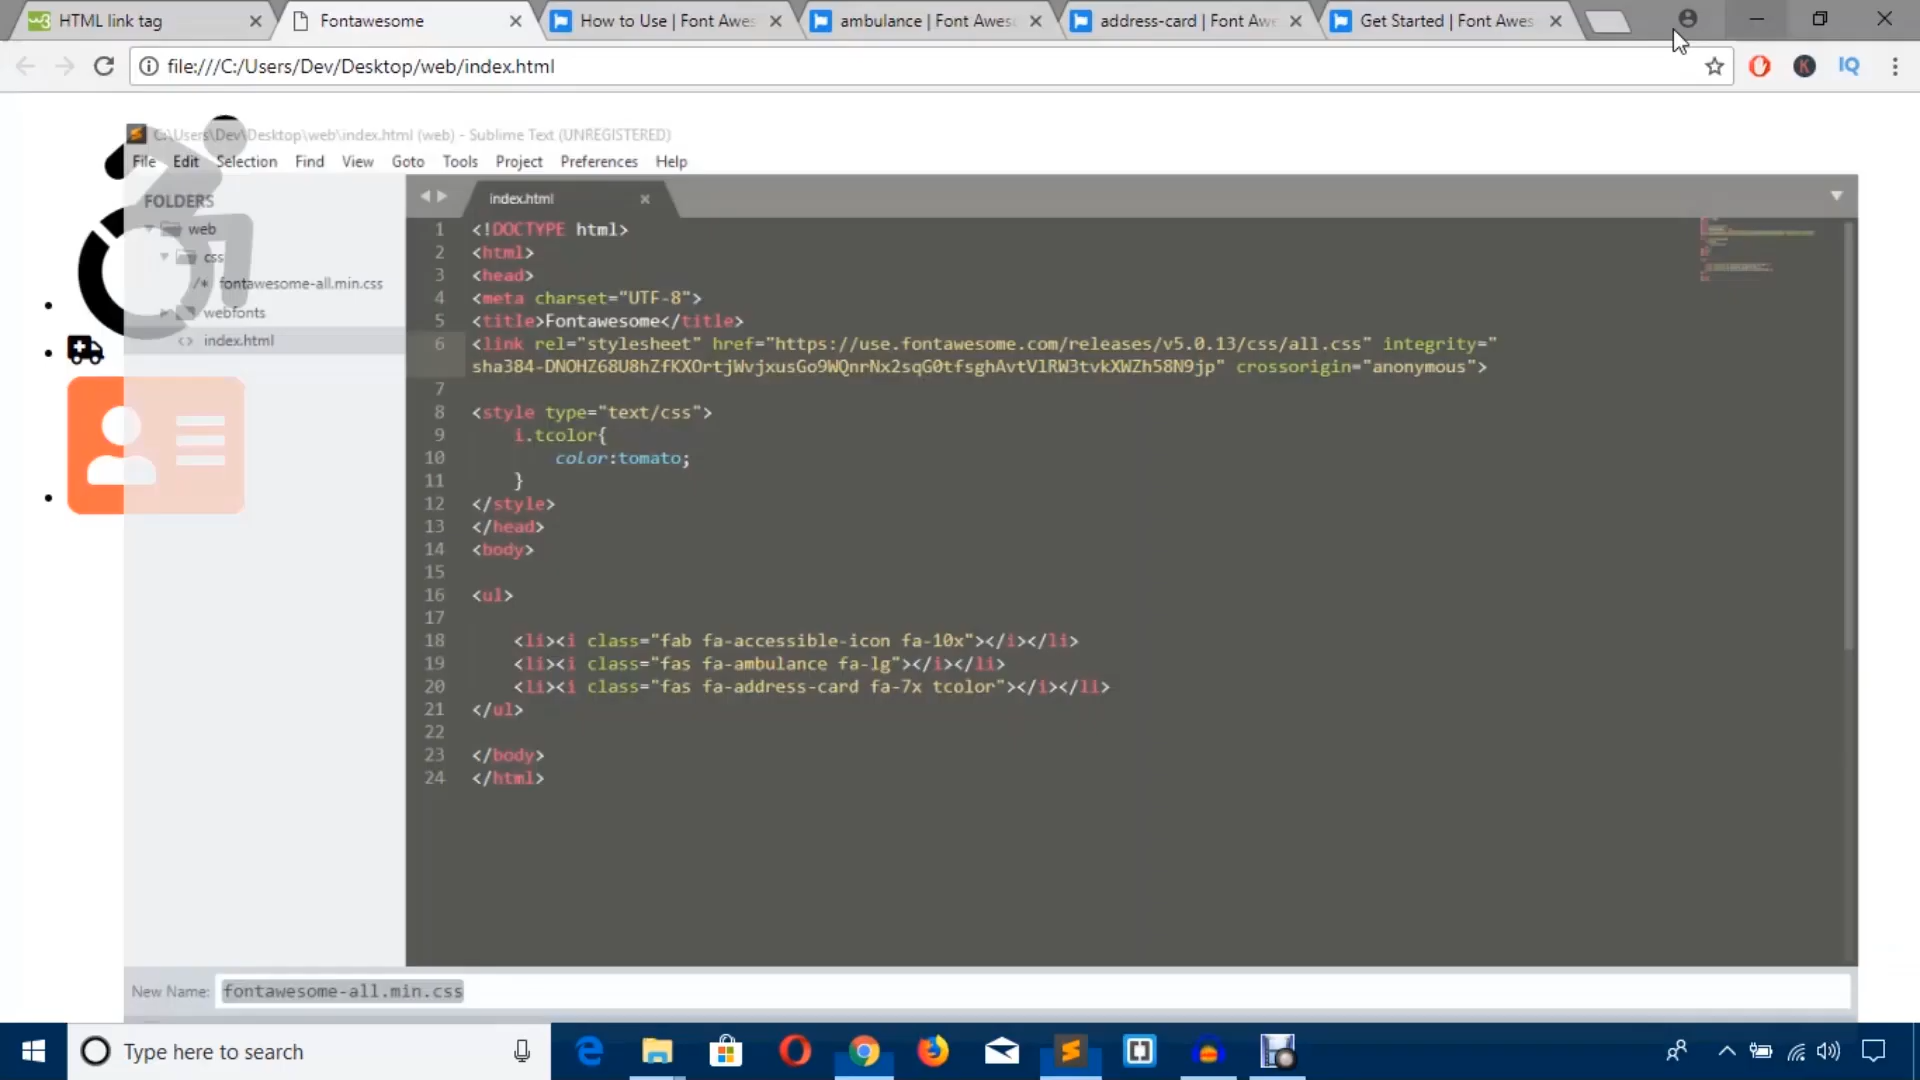 HTML link tag
Fontawesome
How to Use | Font Awes
ambulance | Font Awes
address-card | Font Aw
Get Started | Font Awes
file:///C:/Users/Dev/Desktop/web/index.html
IQ
C:\Users\Dev\Desktop\web\index.html (web) - Sublime Text (UNREGISTERED)
File Edit Selection Find View Goto Tools Project Preferences Help
FOLDERS
web
css
/* fontawesome-all.min.css
webfonts
<> index.html
index.html
1 <!DOCTYPE html>
2 <html>
3 <head>
4 <meta charset="UTF-8">
5 <title>Fontawesome</title>
6 <link rel="stylesheet" href="https://use.fontawesome.com/releases/v5.0.13/css/all.css" integrity="
sha384-DNOHZ68U8hZfKXOrtjWvjxusGo9WQnrNx2sqG0tfsghAvtVlRW3tvkXWZh58N9jp" crossorigin="anonymous">
7
8 <style type="text/css">
9 i.tcolor{
10 color:tomato;
11 }
12 </style>
13 </head>
14 <body>
15
16 <ul>
17
18 <li><i class="fab fa-accessible-icon fa-10x"></i></li>
19 <li><i class="fas fa-ambulance fa-lg"></i></li>
20 <li><i class="fas fa-address-card fa-7x tcolor"></i></li>
21 </ul>
22
23 </body>
24 </html>
New Name: fontawesome-all.min.css
Type here to search